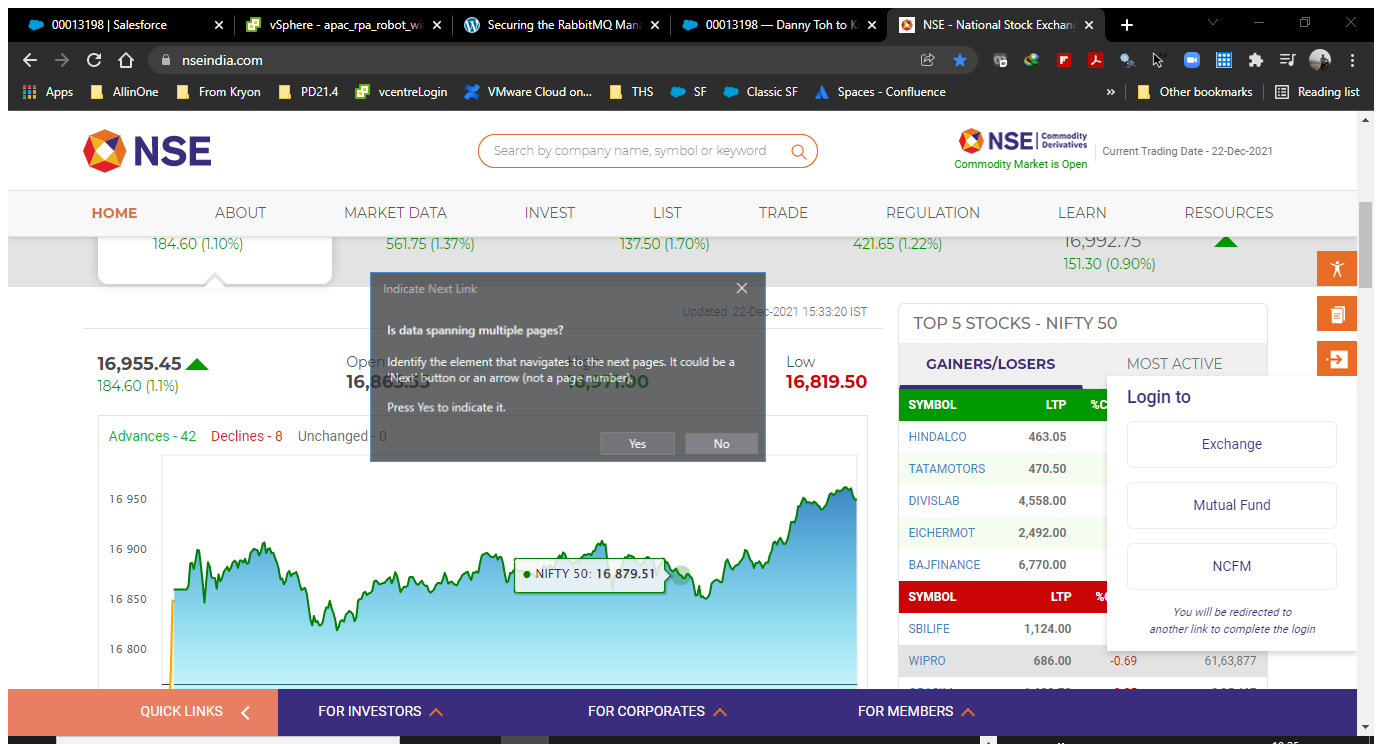 00013198 | Salesforce
vSphere - apac_rpa_robot_wi
Securing the RabbitMQ Mana
00013198 — Danny Toh to K
NSE - National Stock Exchang
nseindia.com
Apps
AllinOne
From Kryon
PD21.4
vcentreLogin
VMware Cloud on...
THS
SF
Classic SF
Spaces - Confluence
»
Other bookmarks
Reading list
NSE
Search by company name, symbol or keyword
NSE
Commodity
Derivatives
Commodity Market is Open
Current Trading Date - 22-Dec-2021
HOME
ABOUT
MARKET DATA
INVEST
LIST
TRADE
REGULATION
LEARN
RESOURCES
184.60 (1.10%)
561.75 (1.37%)
137.50 (1.70%)
421.65 (1.22%)
16,992.75
151.30 (0.90%)
Indicate Next Link
Updated: 22-Dec-2021 15:33:20 IST
Is data spanning multiple pages?
Identify the element that navigates to the next pages. It could be a
'Next' button or an arrow (not a page number).
Press Yes to indicate it.
Yes
No
16,955.45
184.60 (1.1%)
Open
High
16,971.00
Low
16,819.50
Advances - 42
Declines - 8
Unchanged - 0
16 950
16 900
16 850
16 800
NIFTY 50: 16 879.51
TOP 5 STOCKS - NIFTY 50
GAINERS/LOSERS
MOST ACTIVE
SYMBOL LTP %C
HINDALCO 463.05
TATAMOTORS 470.50
DIVISLAB 4,558.00
EICHERMOT 2,492.00
BAJFINANCE 6,770.00
SYMBOL LTP
SBILIFE 1,124.00
WIPRO 686.00 -0.69 61,63,877
Login to
Exchange
Mutual Fund
NCFM
You will be redirected to
another link to complete the login
QUICK LINKS
FOR INVESTORS
FOR CORPORATES
FOR MEMBERS